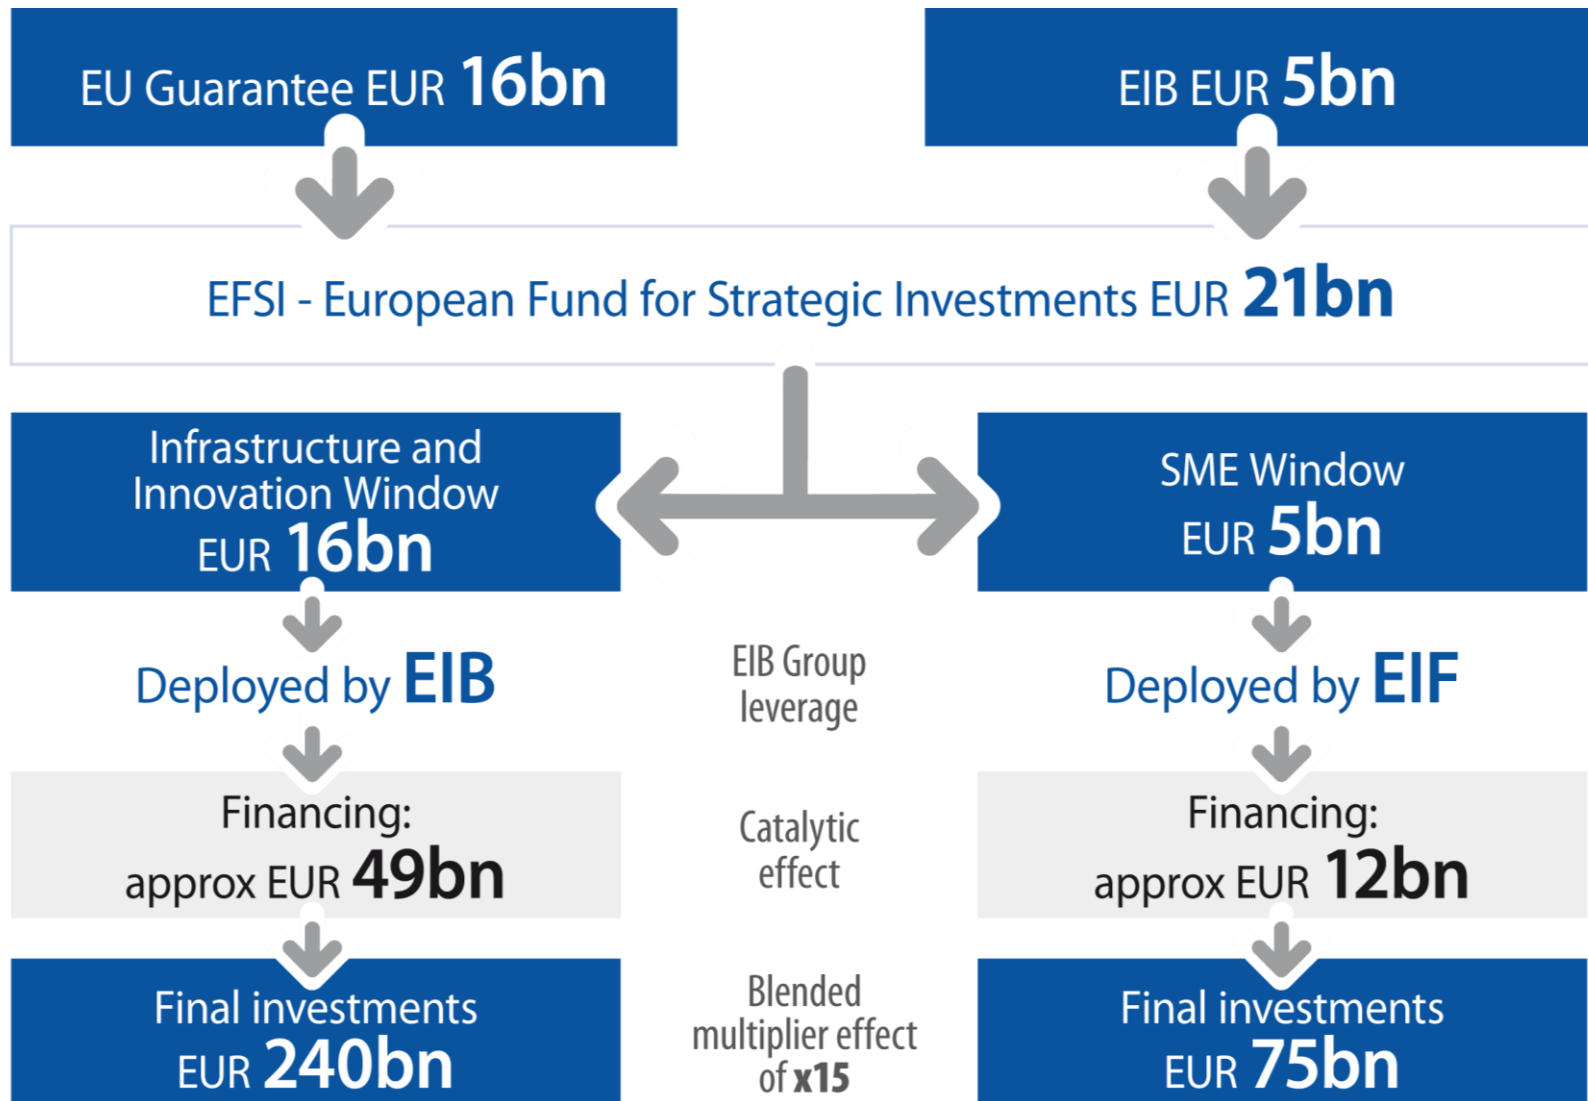 EU Guarantee EUR 16bn
EIB EUR 5bn
EFSI - European Fund for Strategic Investments EUR 21bn
Infrastructure and
Innovation Window
EUR 16bn
SME Window
EUR 5bn
Deployed by EIB
EIB Group
leverage
Deployed by EIF
Financing:
approx EUR 49bn
Catalytic
effect
Financing:
approx EUR 12bn
Final investments
EUR 240bn
Blended
multiplier effect
of x15
Final investments
EUR 75bn